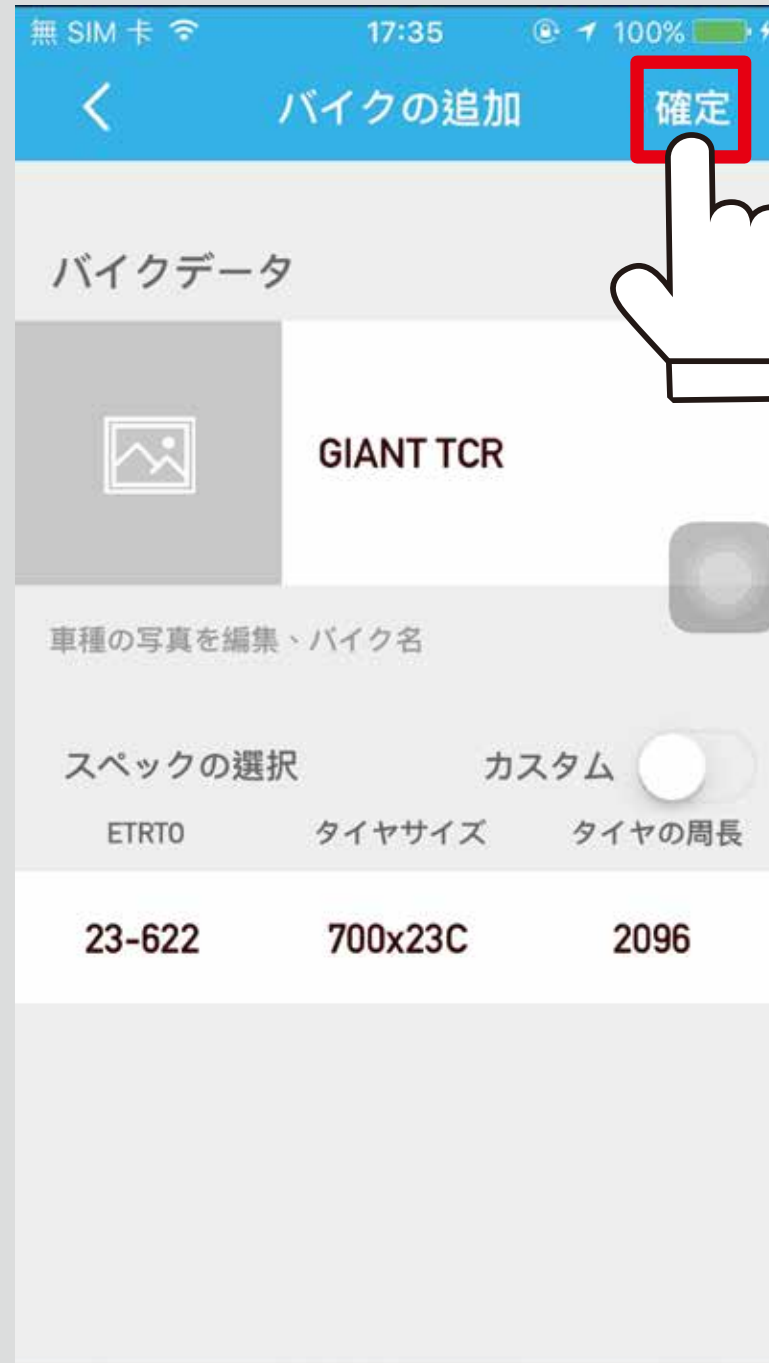 無 SIM 卡 17:35 100%
バイクの追加 確定
バイクデータ
GIANT TCR
車種の写真を編集、バイク名
スペックの選択 カスタム
ETRTO タイヤサイズ タイヤの周長
23-622 700x23C 2096